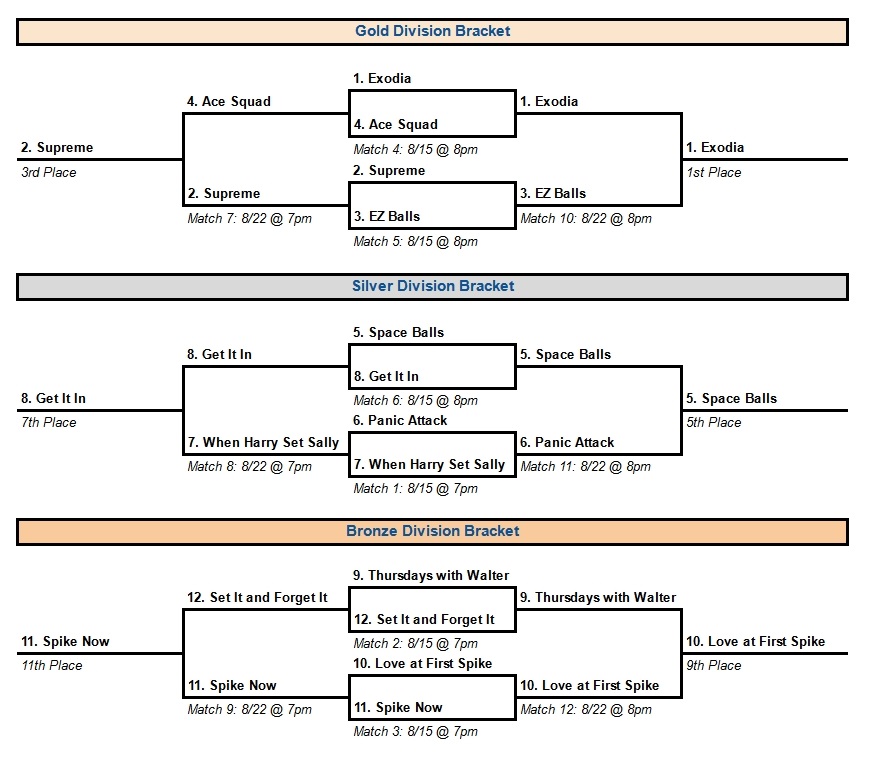 Gold Division Bracket
1. Exodia
4. Ace Squad
1. Exodia
4. Ace Squad
2. Supreme
Match 4: 8/15 @ 8pm
1. Exodia
3rd Place
2. Supreme
1st Place
2. Supreme
3. EZ Balls
3. EZ Balls
Match 7: 8/22 @ 7pm
Match 10: 8/22 @ 8pm
Match 5: 8/15 @ 8pm
Silver Division Bracket
5. Space Balls
8. Get It In
5. Space Balls
8. Get It In
8. Get It In
Match 6: 8/15 @ 8pm
5. Space Balls
7th Place
6. Panic Attack
5th Place
7. When Harry Set Sally
6. Panic Attack
7. When Harry Set Sally
Match 8: 8/22 @ 7pm
Match 11: 8/22 @ 8pm
Match 1: 8/15 @ 7pm
Bronze Division Bracket
9. Thursdays with Walter
12. Set It and Forget It
9. Thursdays with Walter
12. Set It and Forget It
11. Spike Now
Match 2: 8/15 @ 7pm
10. Love at First Spike
11th Place
10. Love at First Spike
9th Place
11. Spike Now
10. Love at First Spike
11. Spike Now
Match 9: 8/22 @ 7pm
Match 12: 8/22 @ 8pm
Match 3: 8/15 @ 7pm